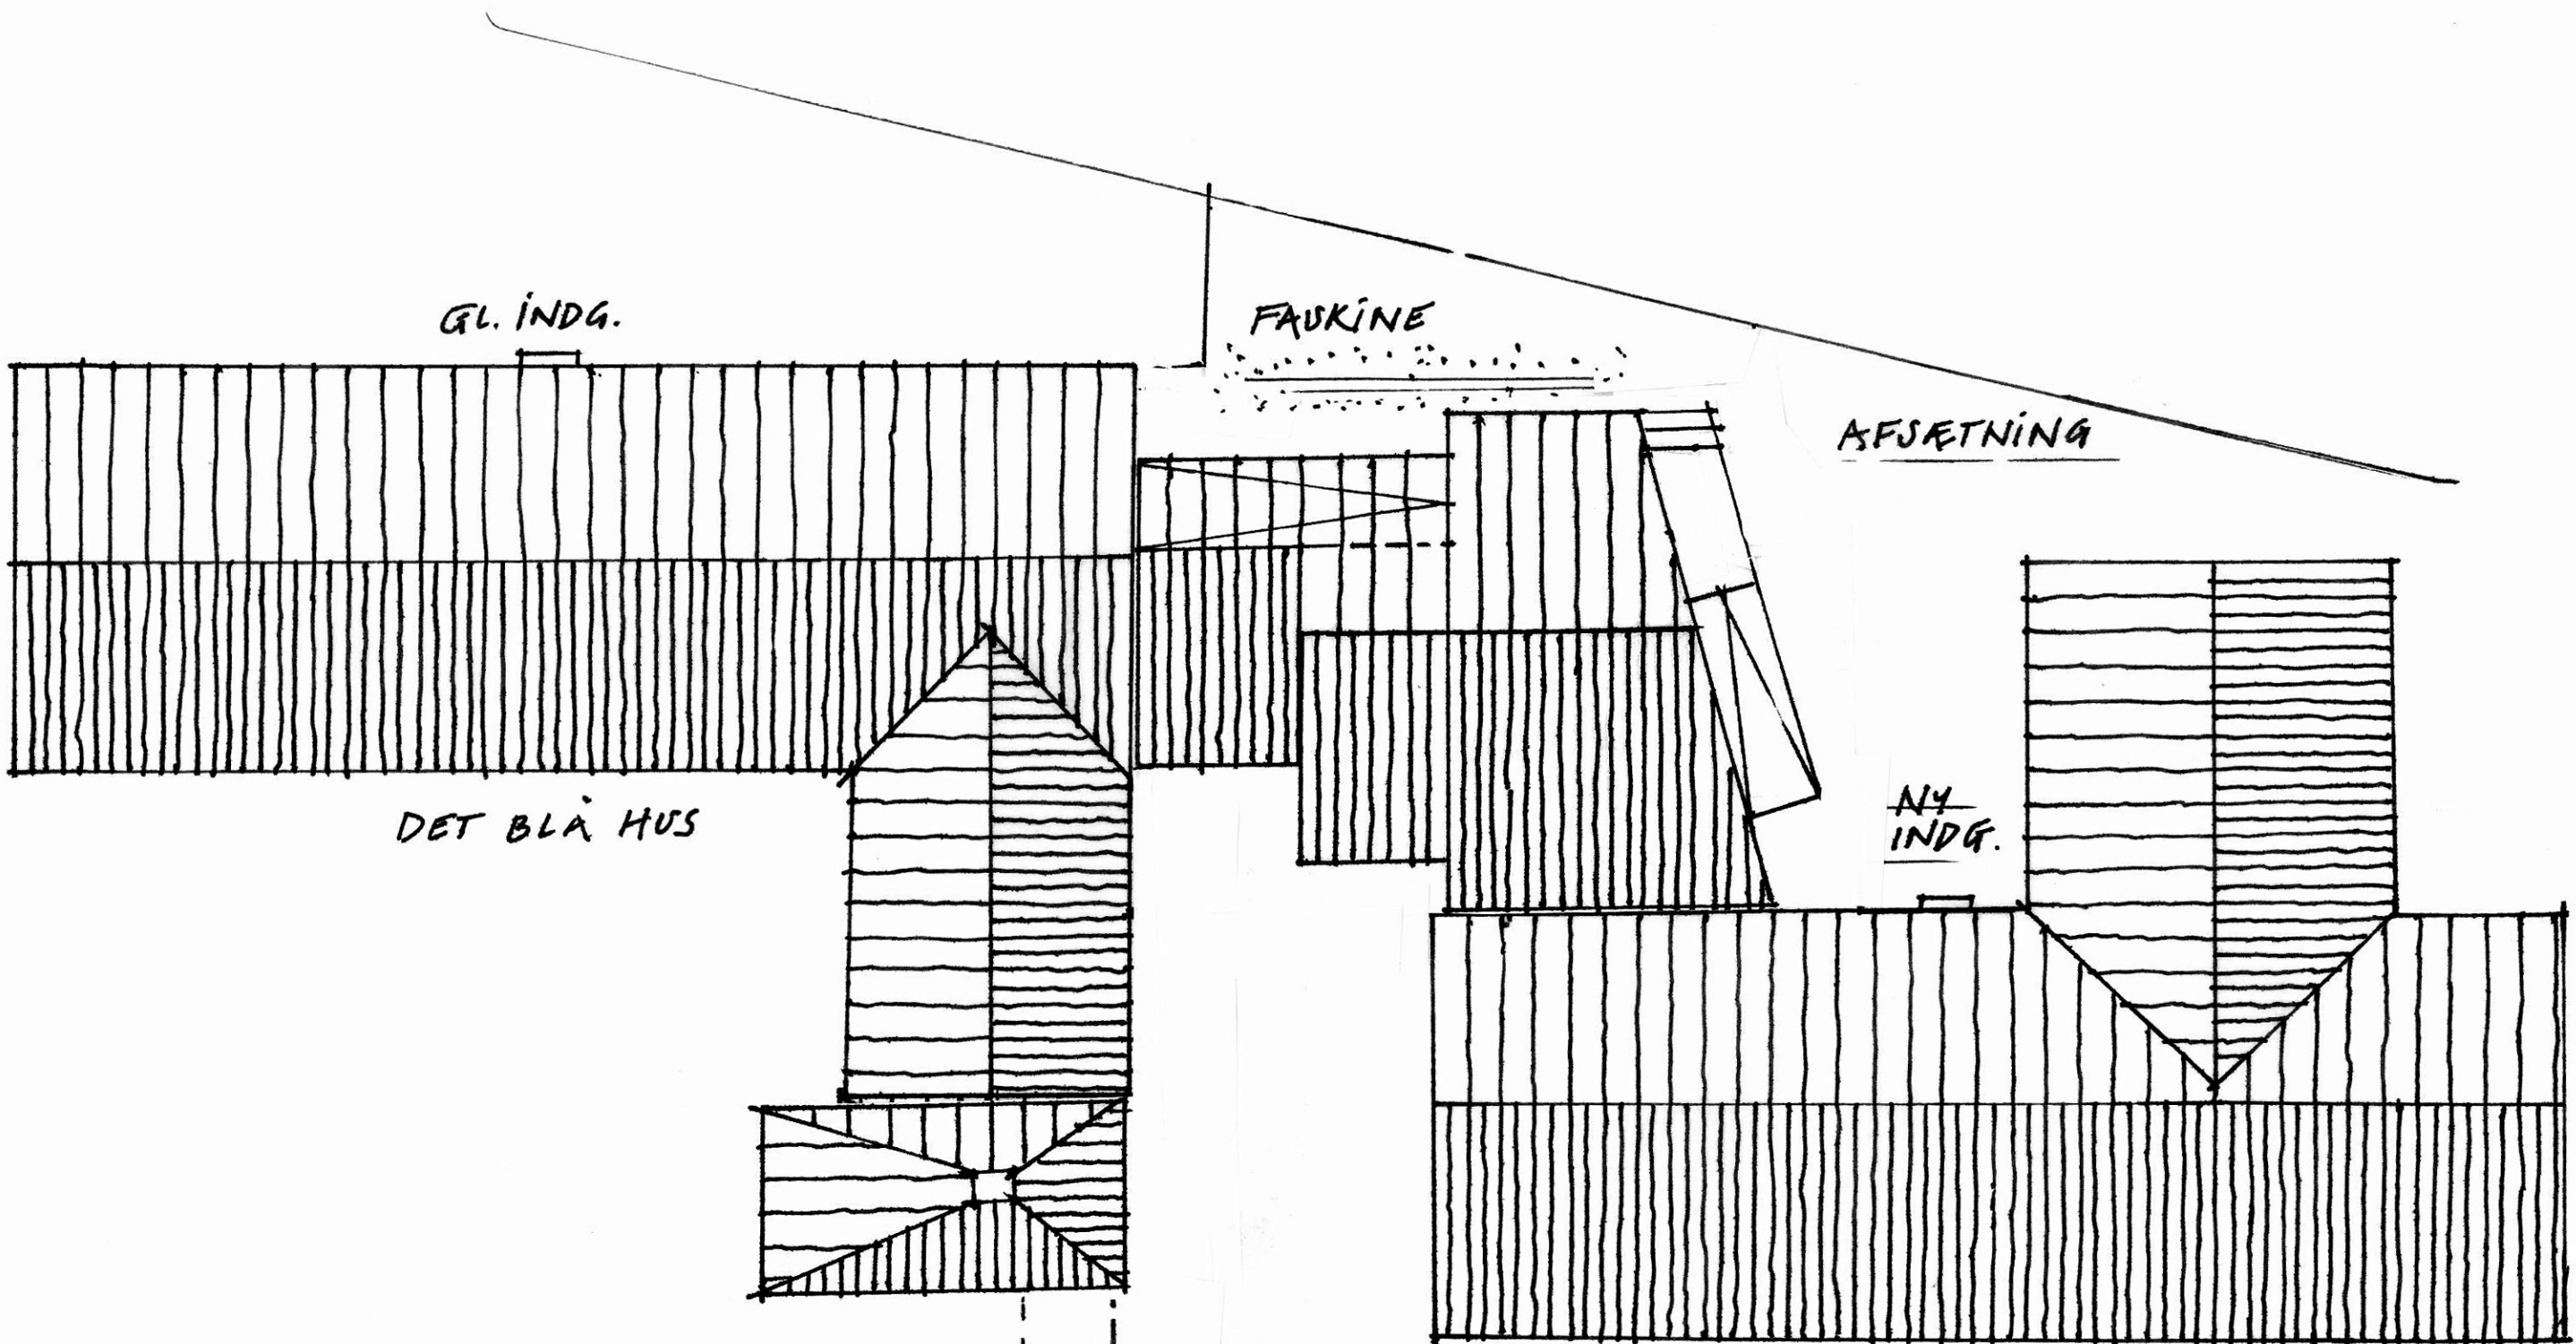 GL. INDG.
FASKINE
AFSÆTNING
DET BLÅ HUS
NY
INDG.